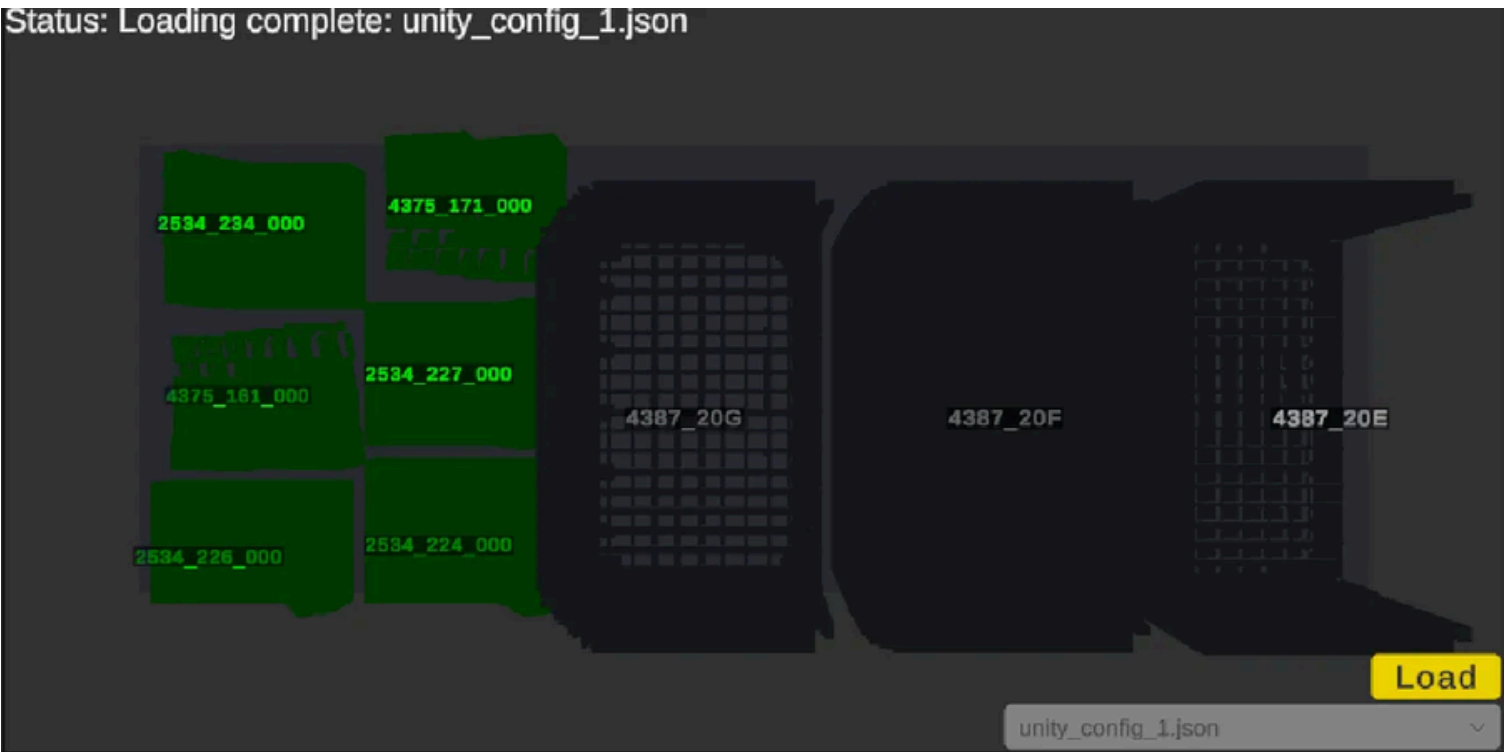 Status: Loading complete: unity_config_1.json
4375_171_000
2534_234_000
2534_227_000
4375_161_000
4387_20G
4387_20F
4387_20E
2534_224_000
2534_226_000
Load
unity_config_1.json